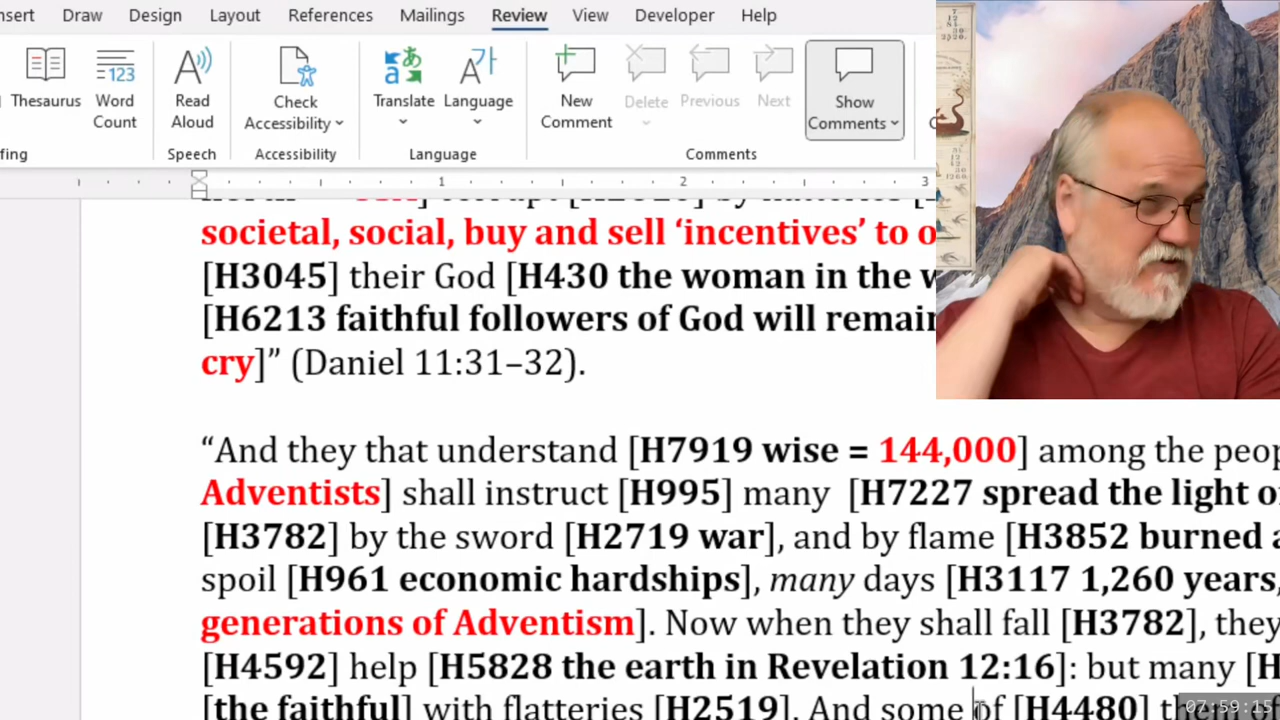 Draw Design Layout References Mailings Review View Developer Help
Thesaurus Word Count Read Aloud Check Accessibility Translate Language New Comment Delete Previous Next Show Comments
Speech Accessibility Language Comments
1 2 3
societal, social, buy and sell ‘incentives’ to
[H3045] their God [H430 the woman in the
[H6213 faithful followers of God will
cry]” (Daniel 11:31–32).
“And they that understand [H7919 wise = 144,000] among the
Adventists] shall instruct [H995] many [H7227 spread the light
[H3782] by the sword [H2719 war], and by flame [H3852 burned
spoil [H961 economic hardships], many days [H3117 1,260 years,
generations of Adventism]. Now when they shall fall [H3782], they
[H4592] help [H5828 the earth in Revelation 12:16]: but many [H
[the faithful] with flatteries [H2519]. And some of [H4480]
07:59:15